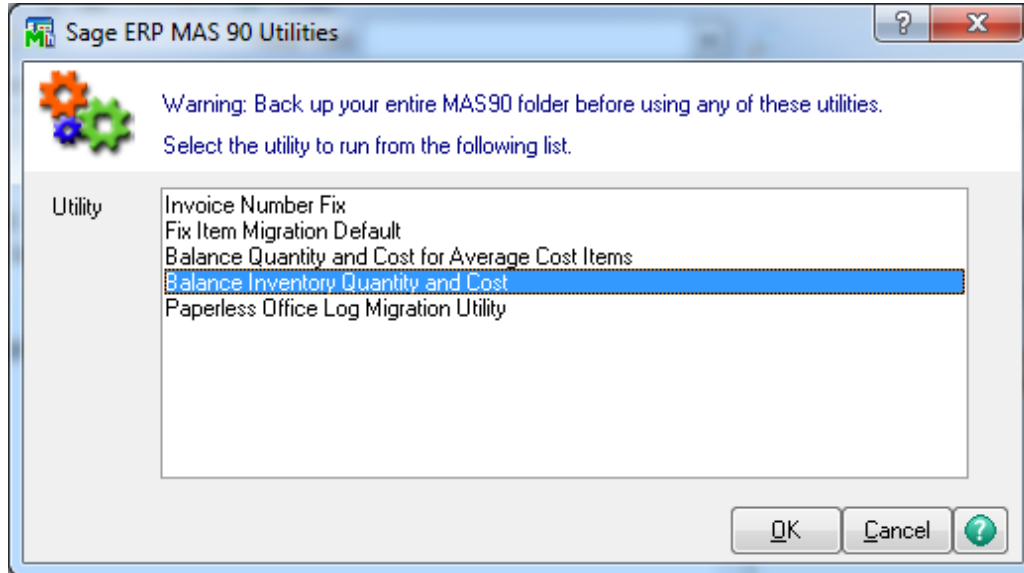 Sage ERP MAS 90 Utilities
Warning: Back up your entire MAS90 folder before using any of these utilities.
Select the utility to run from the following list.
Utility
Invoice Number Fix
Fix Item Migration Default
Balance Quantity and Cost for Average Cost Items
Balance Inventory Quantity and Cost
Paperless Office Log Migration Utility
OK
Cancel